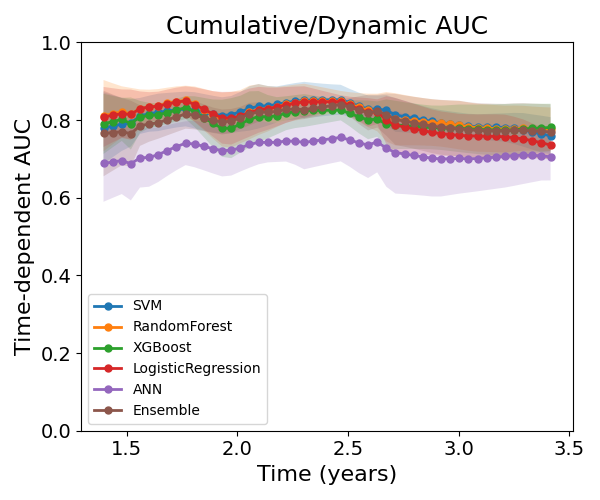 Cumulative/Dynamic AUC
Time-dependent AUC
1.0
0.8
0.6
0.4
0.2
0.0
SVM
RandomForest
XGBoost
LogisticRegression
ANN
Ensemble
1.5 2.0 2.5 3.0 3.5
Time (years)